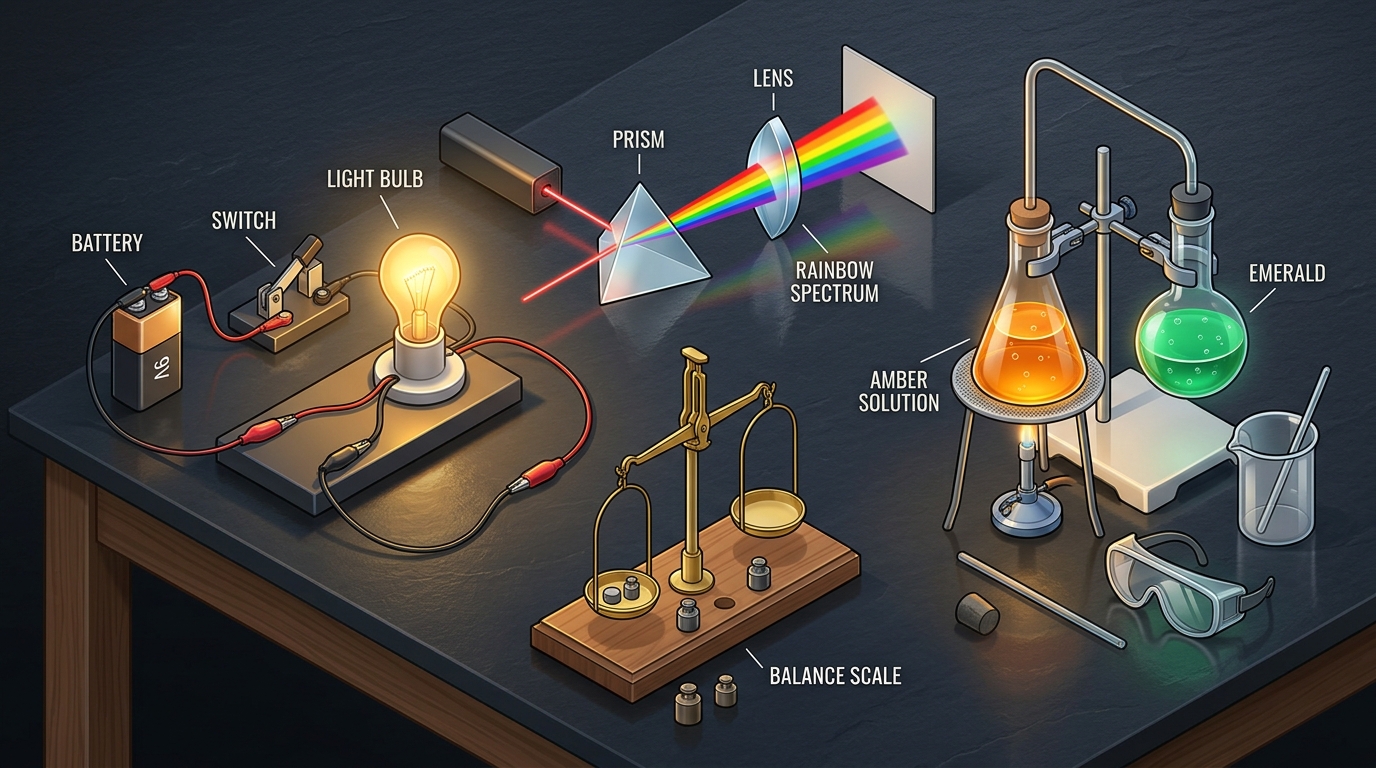 LENS
PRISM
LIGHT BULB
SWITCH
BATTERY
RAINBOW
SPECTRUM
EMERALD
AMBER
SOLUTION
9V
BALANCE SCALE